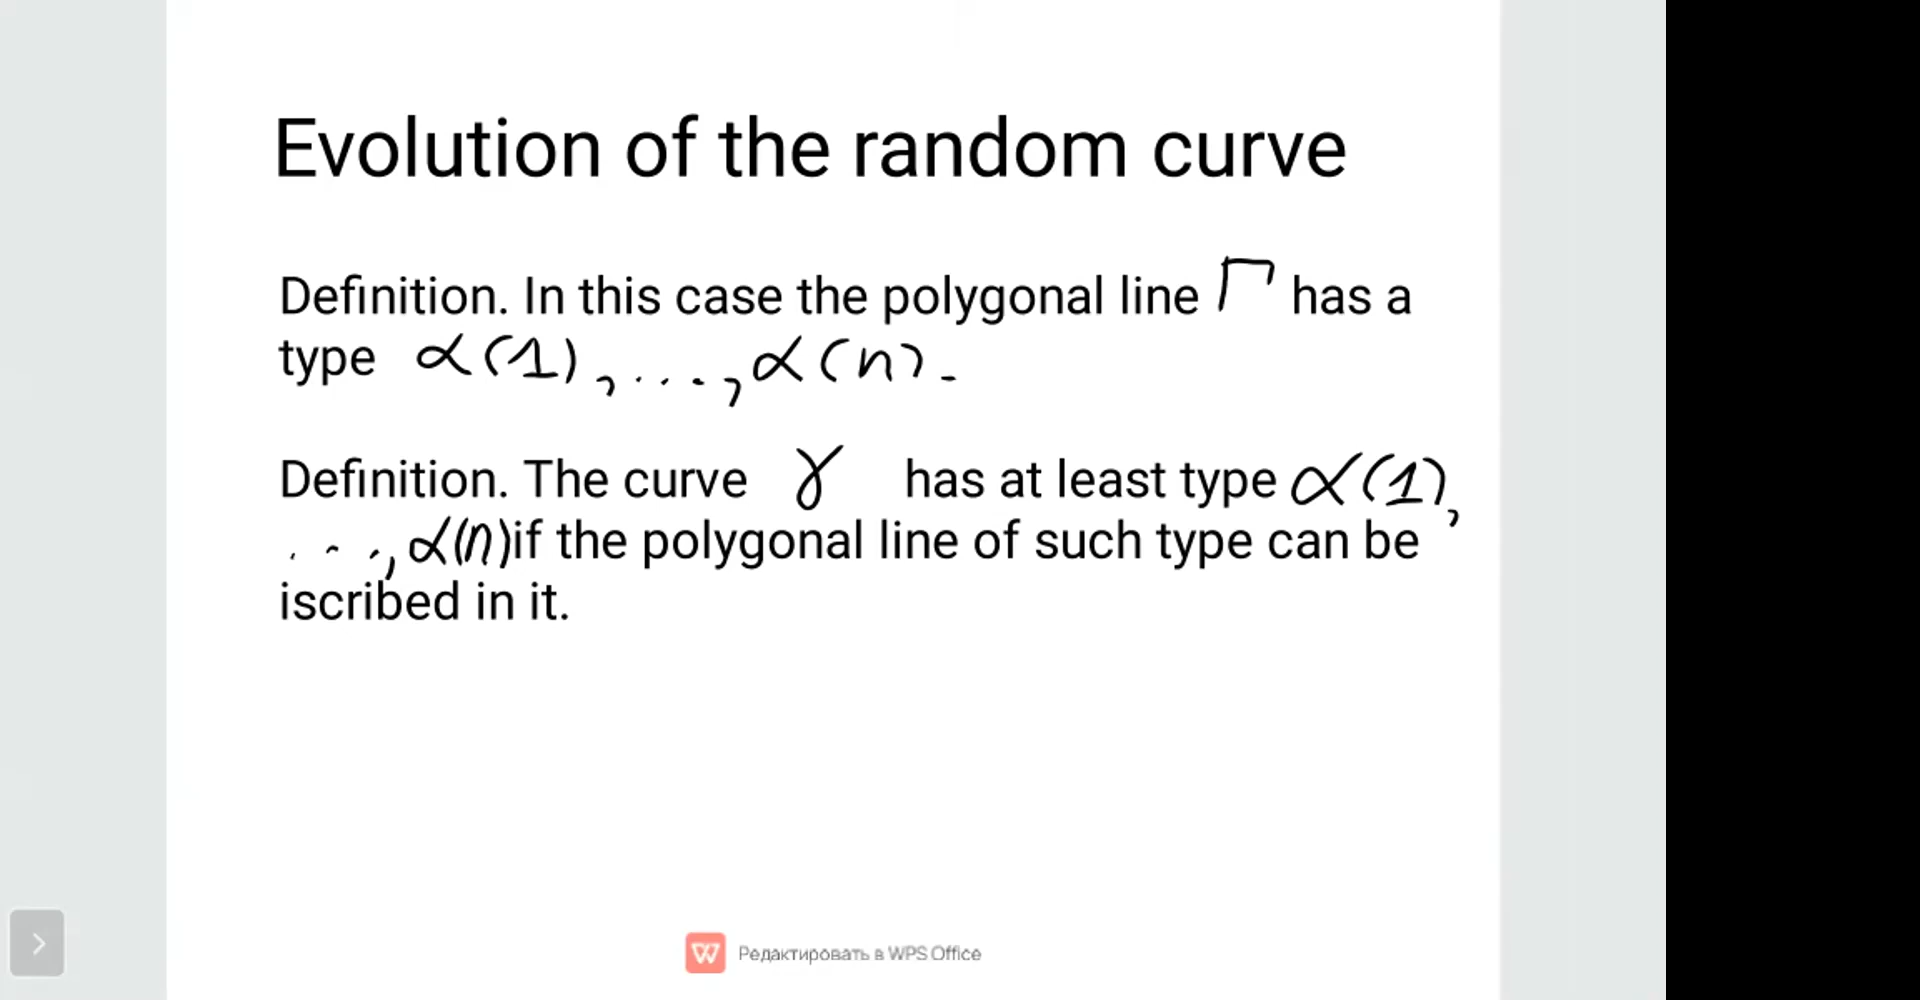 Evolution of the random curve
Definition. In this case the polygonal line Γ has a
type α(1), ...., α(n).
Definition. The curve γ has at least type α(1),
..., α(n) if the polygonal line of such type can be
iscribed in it.
Редактировать в WPS Office